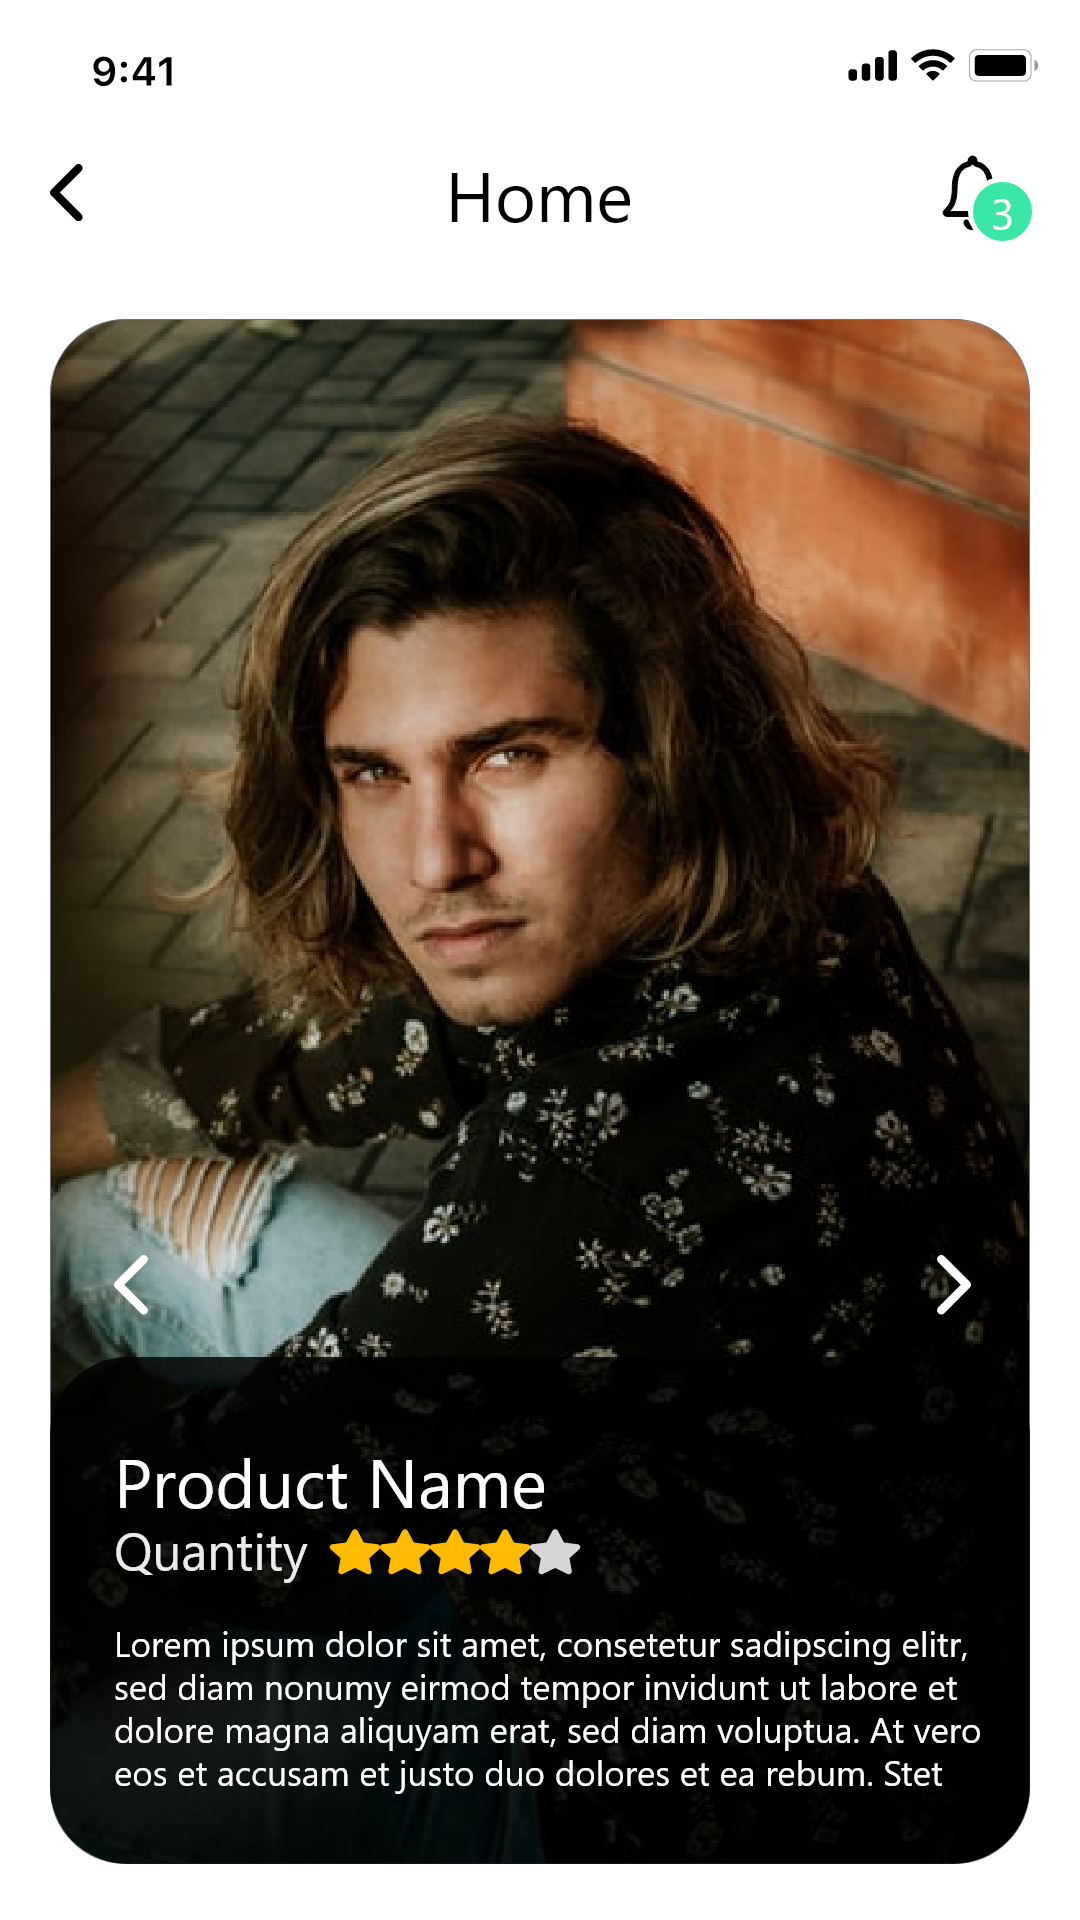 9:41
Home
3
Product Name
Quantity
Lorem ipsum dolor sit amet, consetetur sadipscing elitr,
sed diam nonumy eirmod tempor invidunt ut labore et
dolore magna aliquyam erat, sed diam voluptua. At vero
eos et accusam et justo duo dolores et ea rebum. Stet